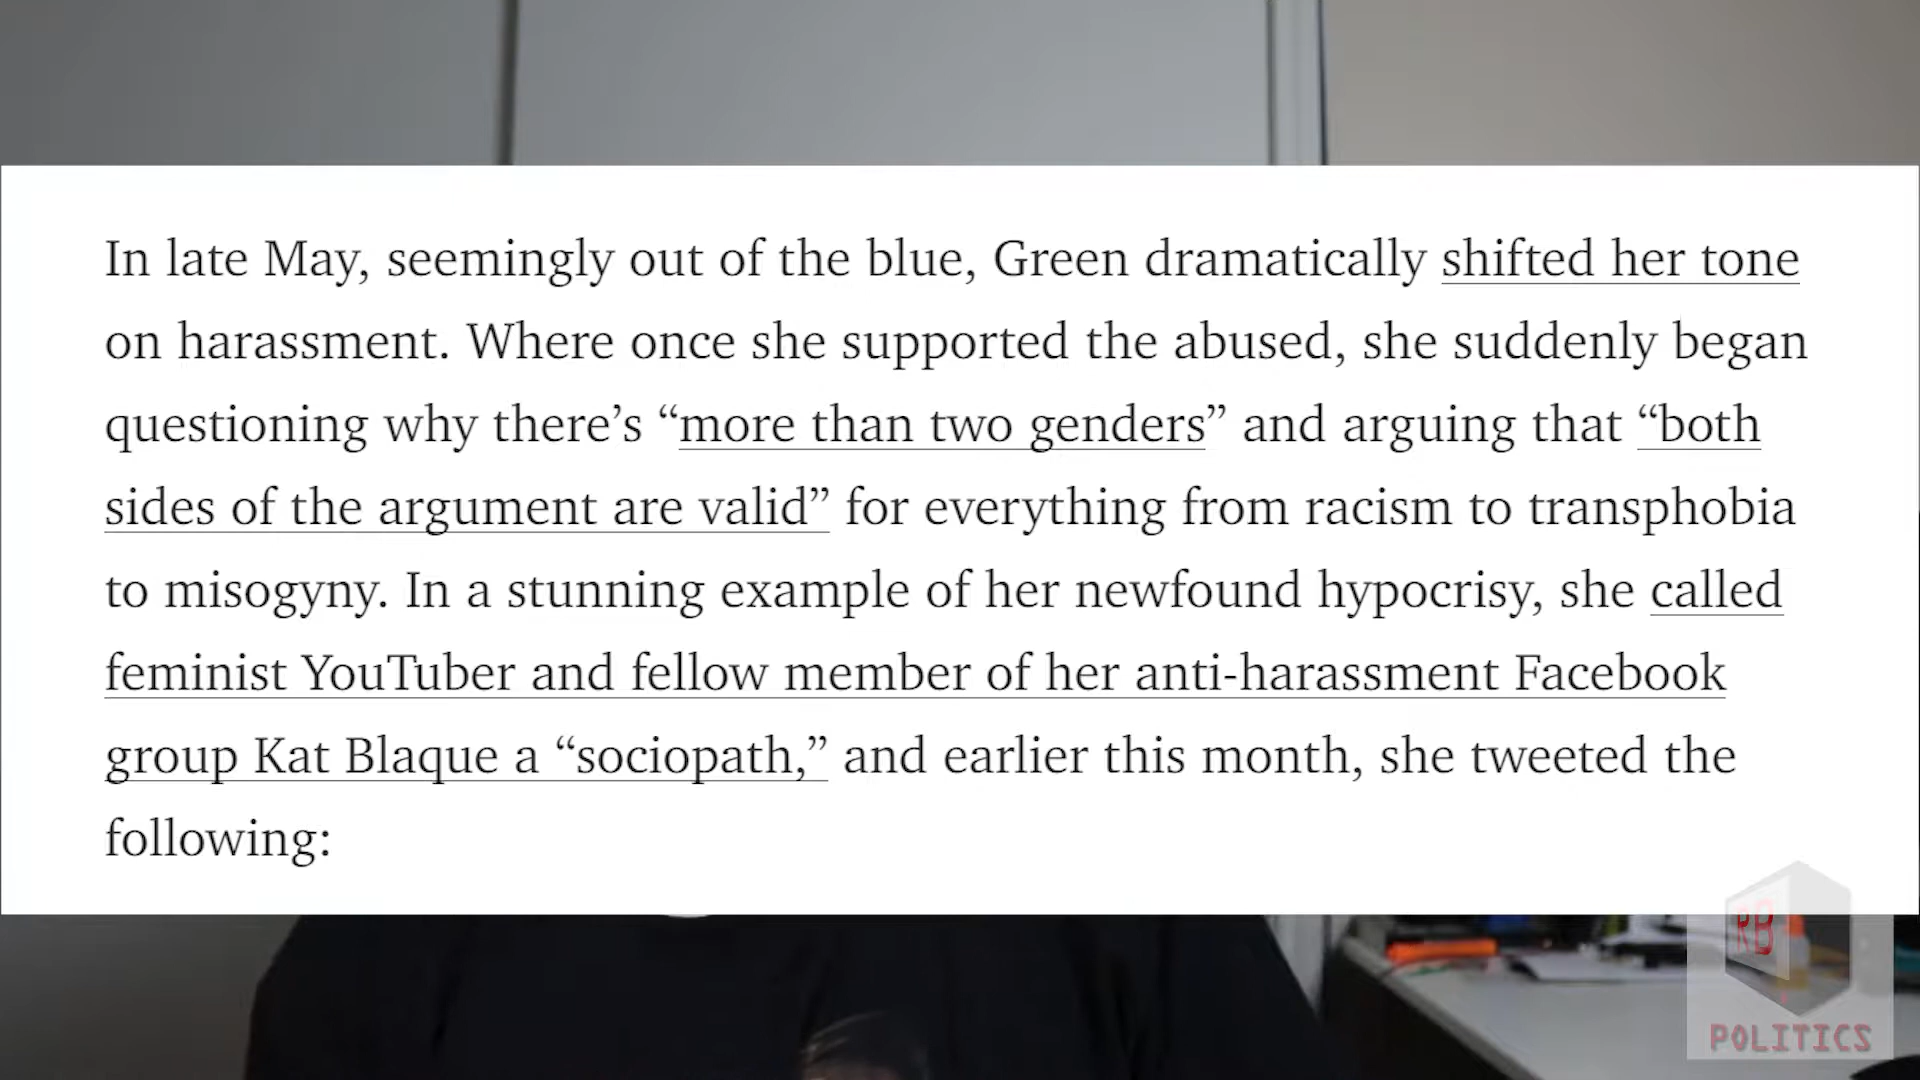 In late May, seemingly out of the blue, Green dramatically shifted her tone
on harassment. Where once she supported the abused, she suddenly began
questioning why there’s “more than two genders” and arguing that “both
sides of the argument are valid” for everything from racism to transphobia
to misogyny. In a stunning example of her newfound hypocrisy, she called
feminist YouTuber and fellow member of her anti-harassment Facebook
group Kat Blaque a “sociopath,” and earlier this month, she tweeted the
following:
RB
POLITICS